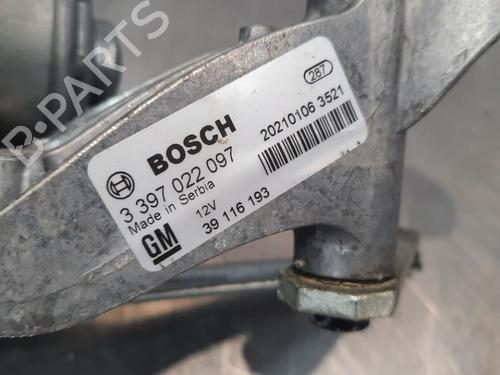 B-PARTS
BOSCH
3 397 022 097
Made in Serbia
12V
39 116 193
GM
287
20210106 3521